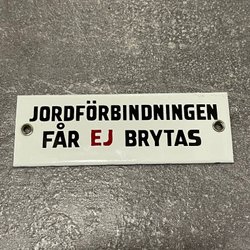 JORDFÖRBINDNINGEN
FÅR EJ BRYTAS